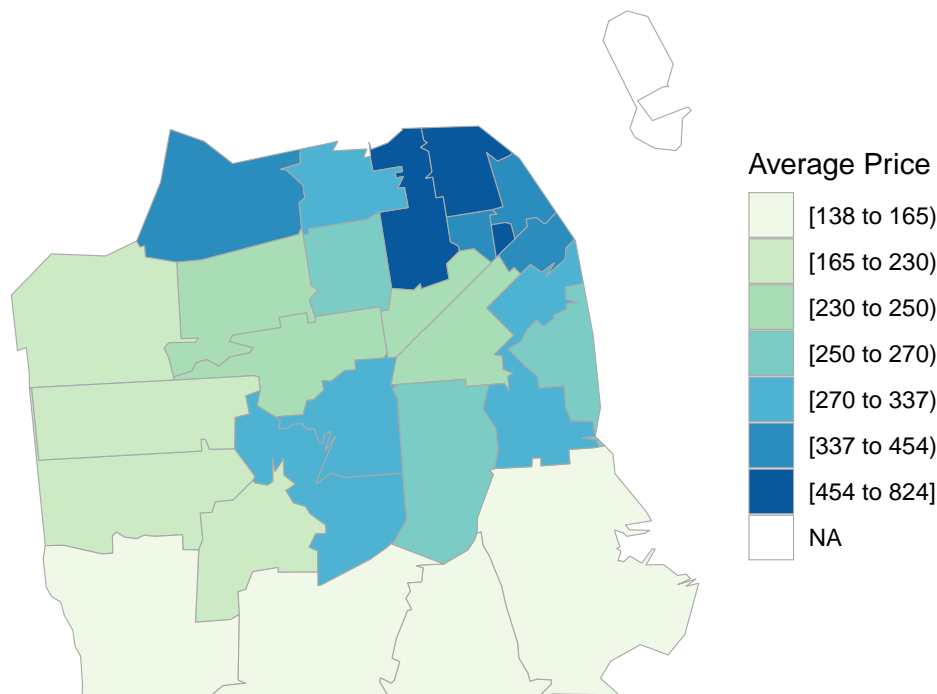 Average Price
[138 to 165)
[165 to 230)
[230 to 250)
[250 to 270)
[270 to 337)
[337 to 454)
[454 to 824]
NA